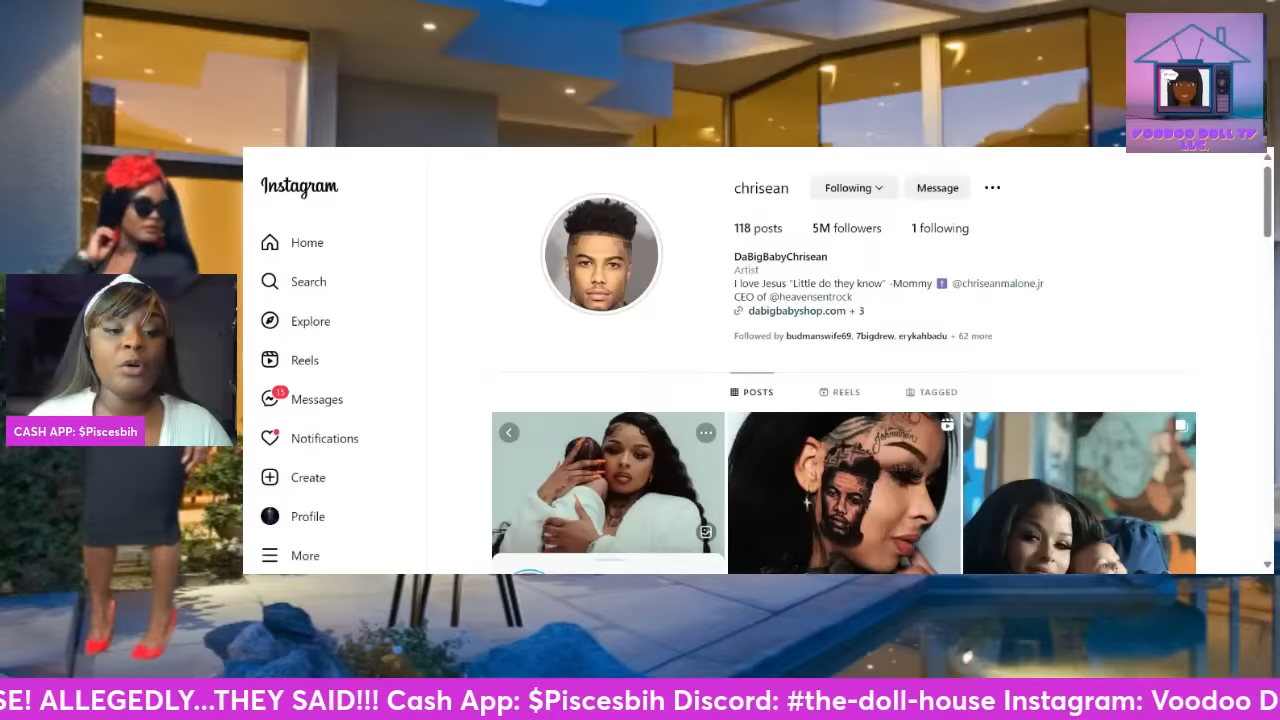 VOODOO DOLL TV
LLC.
Instagram
Home
Search
Explore
Reels
15
Messages
Notifications
Create
Profile
More
chrisean
Following
Message
118 posts
5M followers
1 following
DaBigBabyChrisean
Artist
I love Jesus “Little do they know” -Mommy @chriseanmalone.jr
CEO of @heavensentrock
dabigbabyshop.com + 3
Followed by budmanswife69, 7bigdrew, erykahbadu + 62 more
POSTS
REELS
TAGGED
Johnathan
CASH APP: $Piscesbih
SE! ALLEGEDLY...THEY SAID!!! Cash App: $Piscesbih Discord: #the-doll-house Instagram: Voodoo D